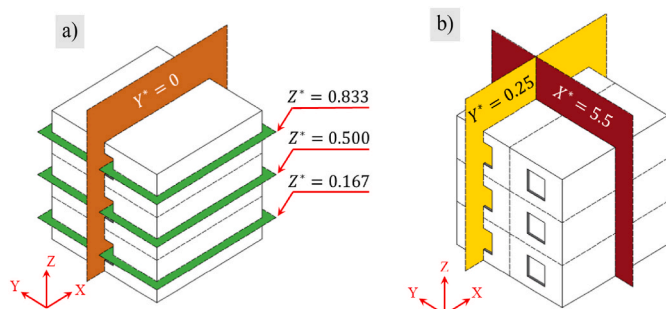 a)
Y* = 0
Z* = 0.833
Z* = 0.500
Z* = 0.167
Z
Y
X
b)
Y* = 0.25
X* = 5.5
Z
Y
X